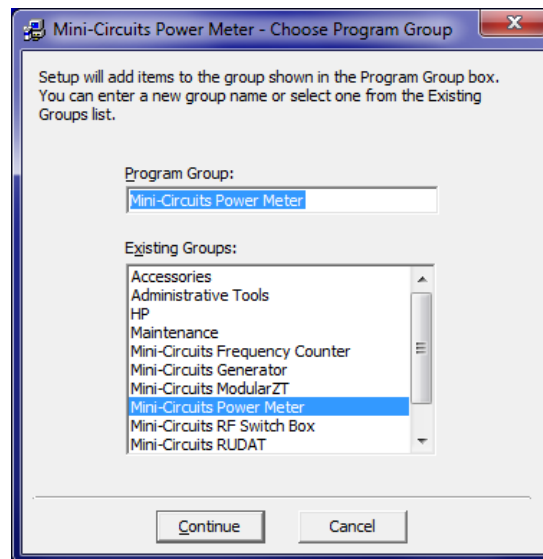 Mini-Circuits Power Meter - Choose Program Group
Setup will add items to the group shown in the Program Group box.
You can enter a new group name or select one from the Existing
Groups list.
Program Group:
Mini-Circuits Power Meter
Existing Groups:
Accessories
Administrative Tools
HP
Maintenance
Mini-Circuits Frequency Counter
Mini-Circuits Generator
Mini-Circuits ModularZT
Mini-Circuits Power Meter
Mini-Circuits RF Switch Box
Mini-Circuits RUDAT
Continue
Cancel